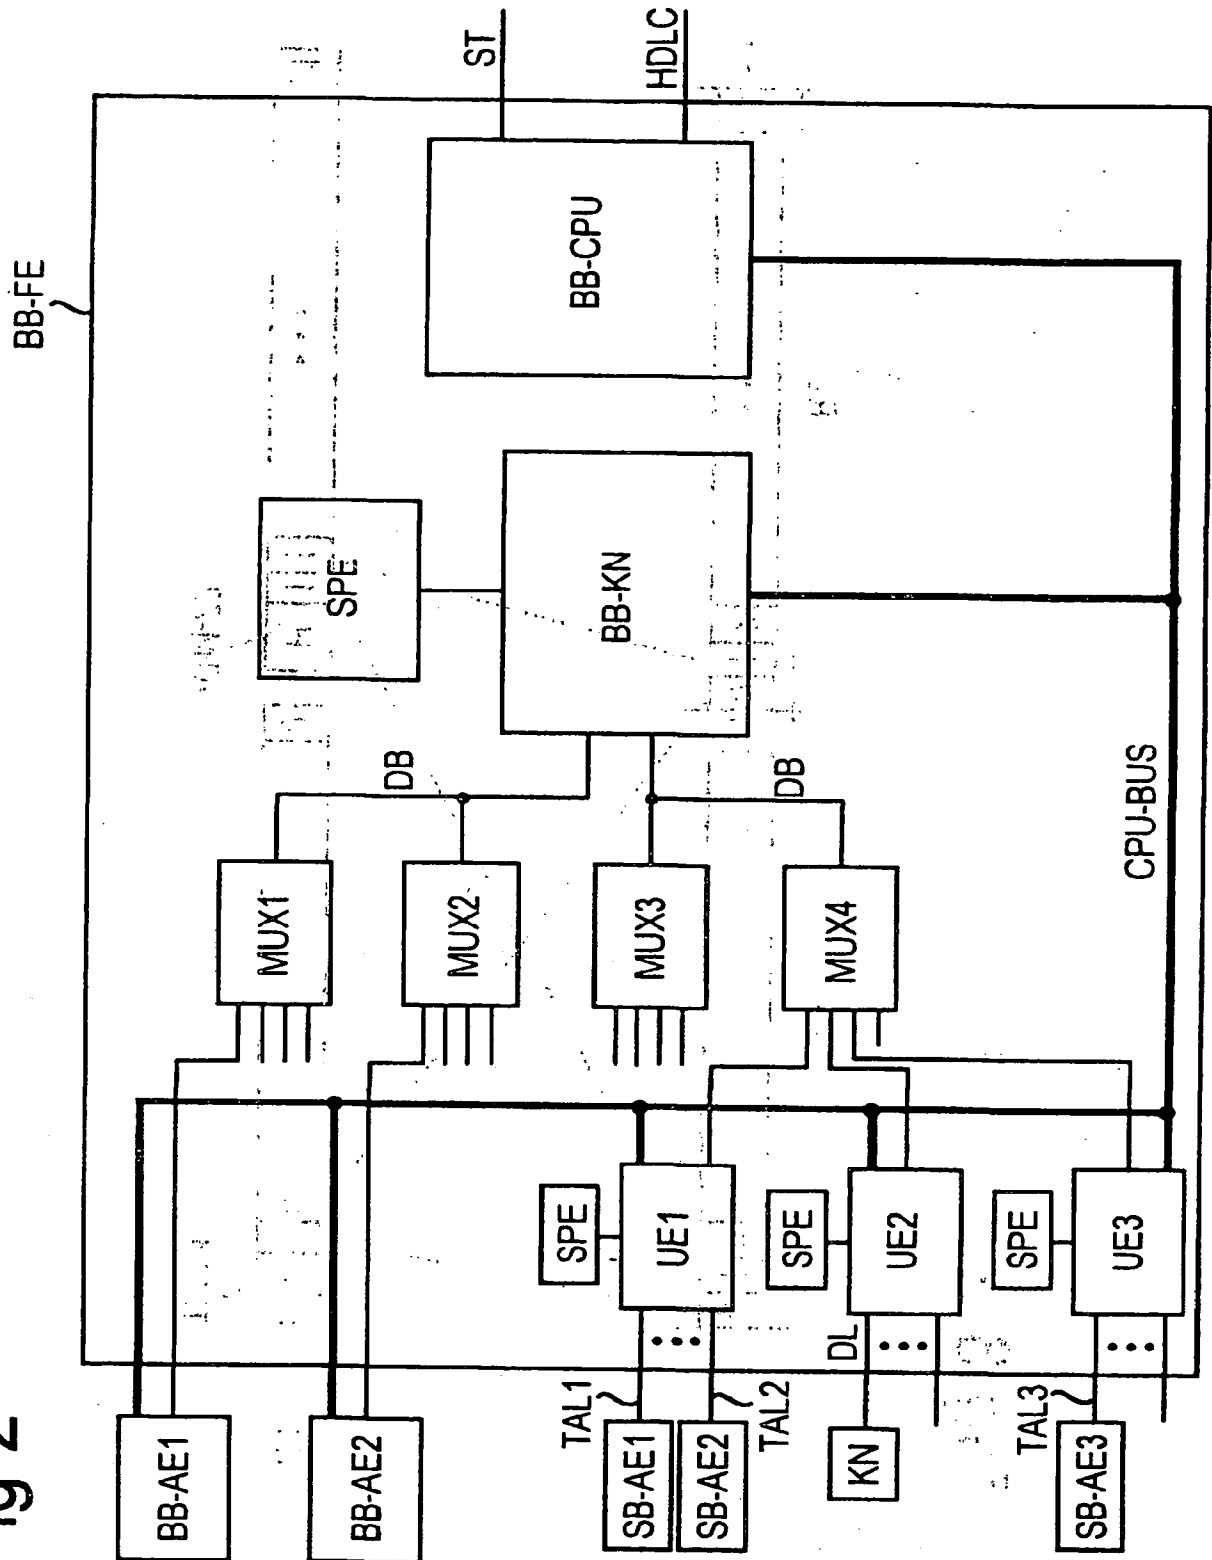 ig 2
BB-FE
BB-AE1
BB-AE2
TAL1
SB-AE1
SB-AE2
TAL2
KN
TAL3
SB-AE3
DL
SPE
UE1
SPE
UE2
SPE
UE3
MUX1
MUX2
MUX3
MUX4
DB
DB
SPE
BB-KN
BB-CPU
CPU-BUS
ST
HDLC